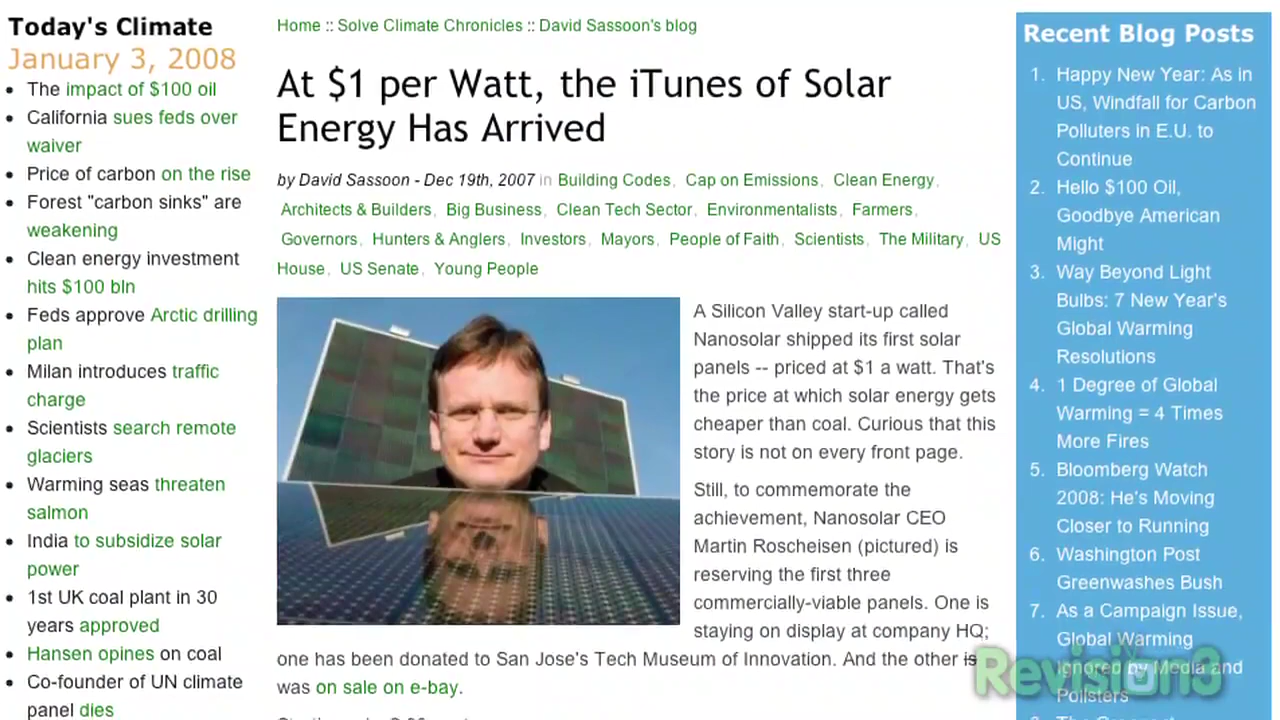 Today's Climate
January 3, 2008
The impact of $100 oil
California sues feds over
waiver
Price of carbon on the rise
Forest "carbon sinks" are
weakening
Clean energy investment
hits $100 bln
Feds approve Arctic drilling
plan
Milan introduces traffic
charge
Scientists search remote
glaciers
Warming seas threaten
salmon
India to subsidize solar
power
1st UK coal plant in 30
years approved
Hansen opines on coal
Co-founder of UN climate
panel dies
Home :: Solve Climate Chronicles :: David Sassoon's blog
At $1 per Watt, the iTunes of Solar
Energy Has Arrived
by David Sassoon - Dec 19th, 2007 in Building Codes, Cap on Emissions, Clean Energy,
Architects & Builders, Big Business, Clean Tech Sector, Environmentalists, Farmers,
Governors, Hunters & Anglers, Investors, Mayors, People of Faith, Scientists, The Military, US
House, US Senate, Young People
A Silicon Valley start-up called
Nanosolar shipped its first solar
panels -- priced at $1 a watt. That's
the price at which solar energy gets
cheaper than coal. Curious that this
story is not on every front page.
Still, to commemorate the
achievement, Nanosolar CEO
Martin Roscheisen (pictured) is
reserving the first three
commercially-viable panels. One is
staying on display at company HQ;
one has been donated to San Jose's Tech Museum of Innovation. And the other is
was on sale on e-bay.
Recent Blog Posts
1. Happy New Year: As in
US, Windfall for Carbon
Polluters in E.U. to
Continue
2. Hello $100 Oil,
Goodbye American
Might
3. Way Beyond Light
Bulbs: 7 New Year's
Global Warming
Resolutions
4. 1 Degree of Global
Warming = 4 Times
More Fires
5. Bloomberg Watch
2008: He's Moving
Closer to Running
6. Washington Post
Greenwashes Bush
7. As a Campaign Issue,
Global Warming
Ignored by Media and
Pollsters
Revision3